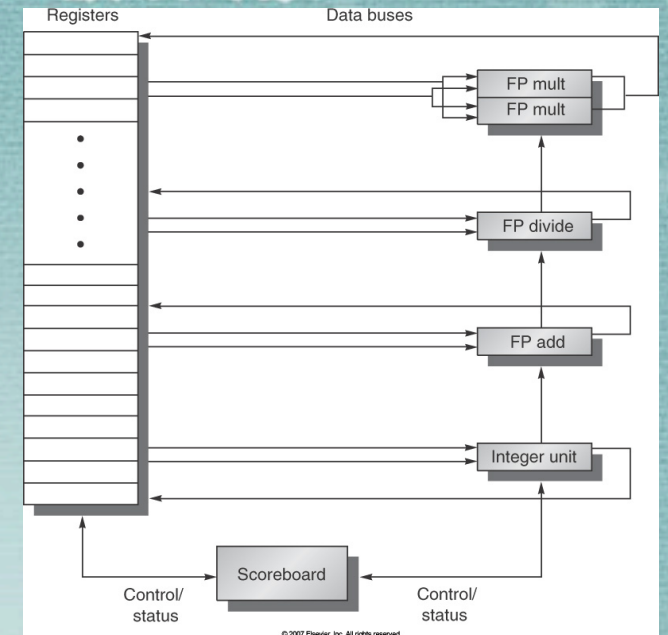 Registers
Data buses
FP mult
FP mult
FP divide
FP add
Integer unit
Scoreboard
Control/
status
Control/
status
© 2007 Elsevier, Inc. All rights reserved.